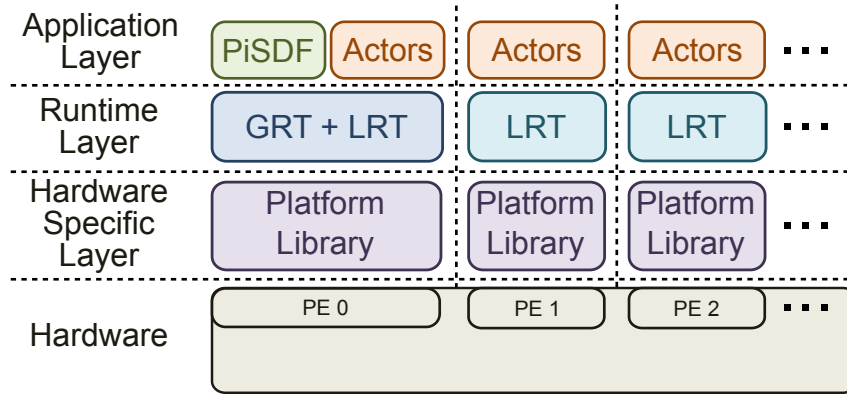 Application
Layer
PiSDF
Actors
Actors
Actors
Runtime
Layer
GRT + LRT
LRT
LRT
Hardware
Specific
Layer
Platform
Library
Platform
Library
Platform
Library
Hardware
PE 0
PE 1
PE 2